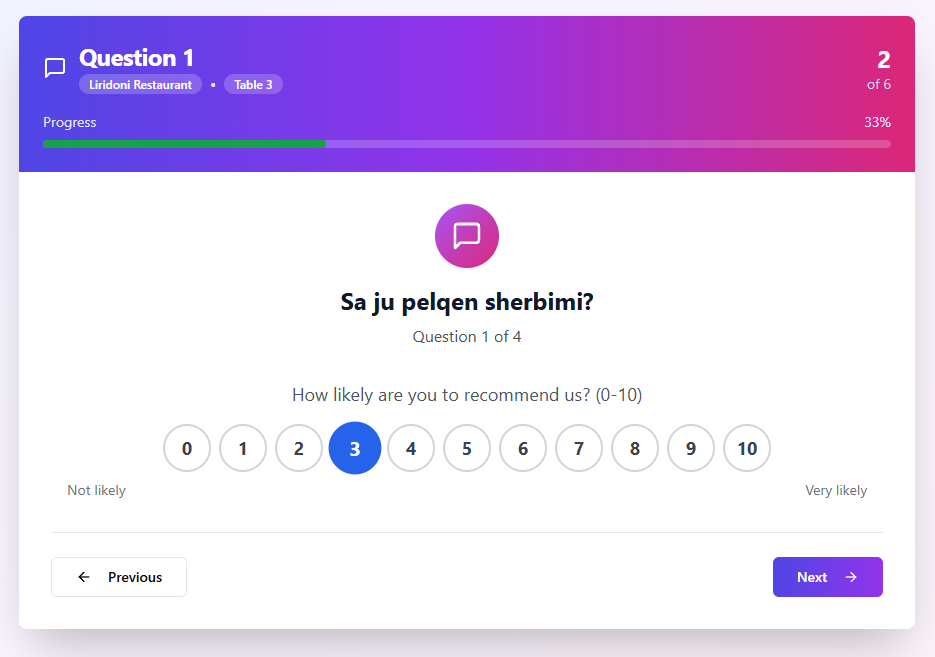 Question 1
2
Liridoni Restaurant • Table 3
of 6
Progress
33%
Sa ju pelqen sherbimi?
Question 1 of 4
How likely are you to recommend us? (0-10)
0 1 2 3 4 5 6 7 8 9 10
Not likely
Very likely
Previous
Next